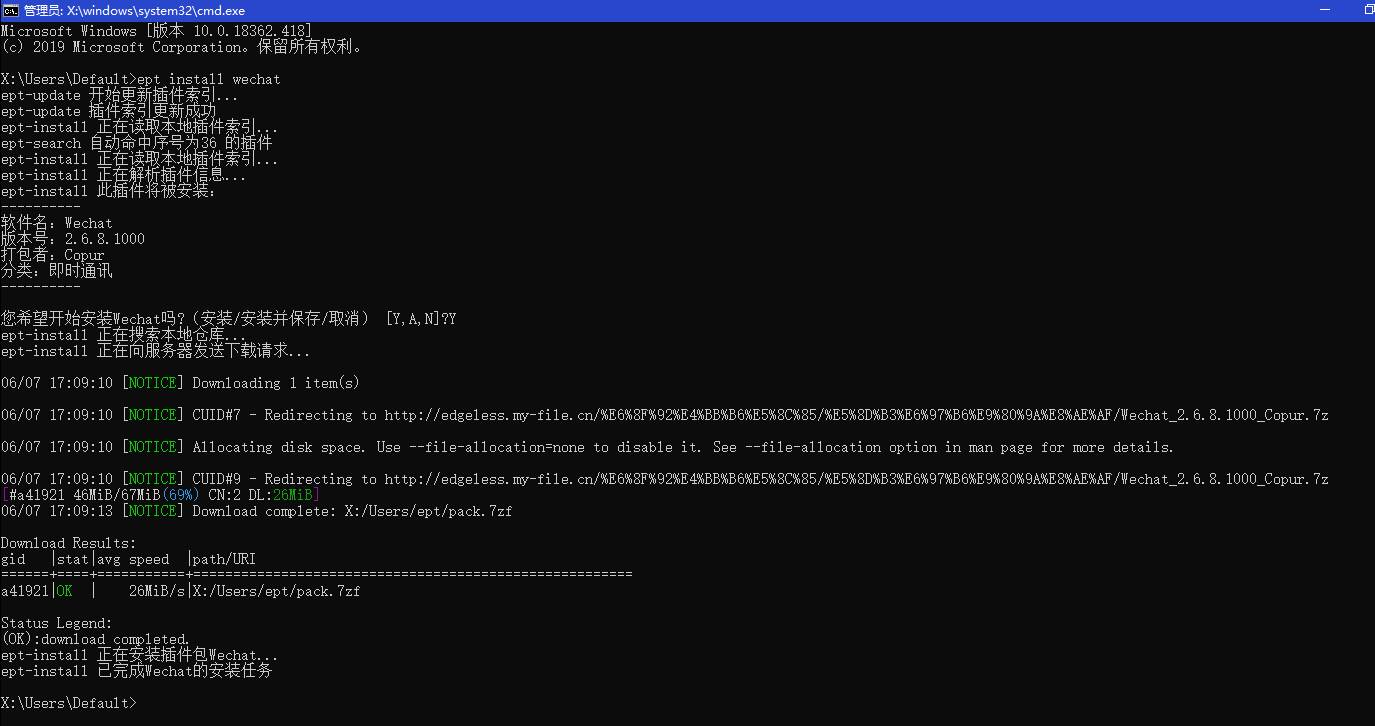 管理员: X:\windows\system32\cmd.exe
Microsoft Windows [版本 10.0.18362.418]
(c) 2019 Microsoft Corporation。保留所有权利。
X:\Users\Default>ept install wechat
ept-update 开始更新插件索引...
ept-update 插件索引更新成功
ept-install 正在读取本地插件索引...
ept-search 自动命中序号为36 的插件
ept-install 正在读取本地插件索引...
ept-install 正在解析插件信息...
ept-install 此插件将被安装：
----------
软件名：Wechat
版本号：2.6.8.1000
打包者：Copur
分类：即时通讯
----------
您希望开始安装Wechat吗？（安装/安装并保存/取消） [Y,A,N]?Y
ept-install 正在搜索本地仓库...
ept-install 正在向服务器发送下载请求...
06/07 17:09:10 [NOTICE] Downloading 1 item(s)
06/07 17:09:10 [NOTICE] CUID#7 - Redirecting to http://edgeless.my-file.cn/%E6%8F%92%E4%BB%B6%E5%8C%85/%E5%8D%B3%E6%97%B6%E9%80%9A%E8%AE%AF/Wechat_2.6.8.1000_Copur.7z
06/07 17:09:10 [NOTICE] Allocating disk space. Use --file-allocation=none to disable it. See --file-allocation option in man page for more details.
06/07 17:09:10 [NOTICE] CUID#9 - Redirecting to http://edgeless.my-file.cn/%E6%8F%92%E4%BB%B6%E5%8C%85/%E5%8D%B3%E6%97%B6%E9%80%9A%E8%AE%AF/Wechat_2.6.8.1000_Copur.7z
[#a41921 46MiB/67MiB(69%) CN:2 DL:26MiB]
06/07 17:09:13 [NOTICE] Download complete: X:/Users/ept/pack.7zf
Download Results:
gid   |stat|avg speed  |path/URI
======+====+===========+=======================================================
a41921|OK  |    26MiB/s|X:/Users/ept/pack.7zf
Status Legend:
(OK):download completed.
ept-install 正在安装插件包Wechat...
ept-install 已完成Wechat的安装任务
X:\Users\Default>